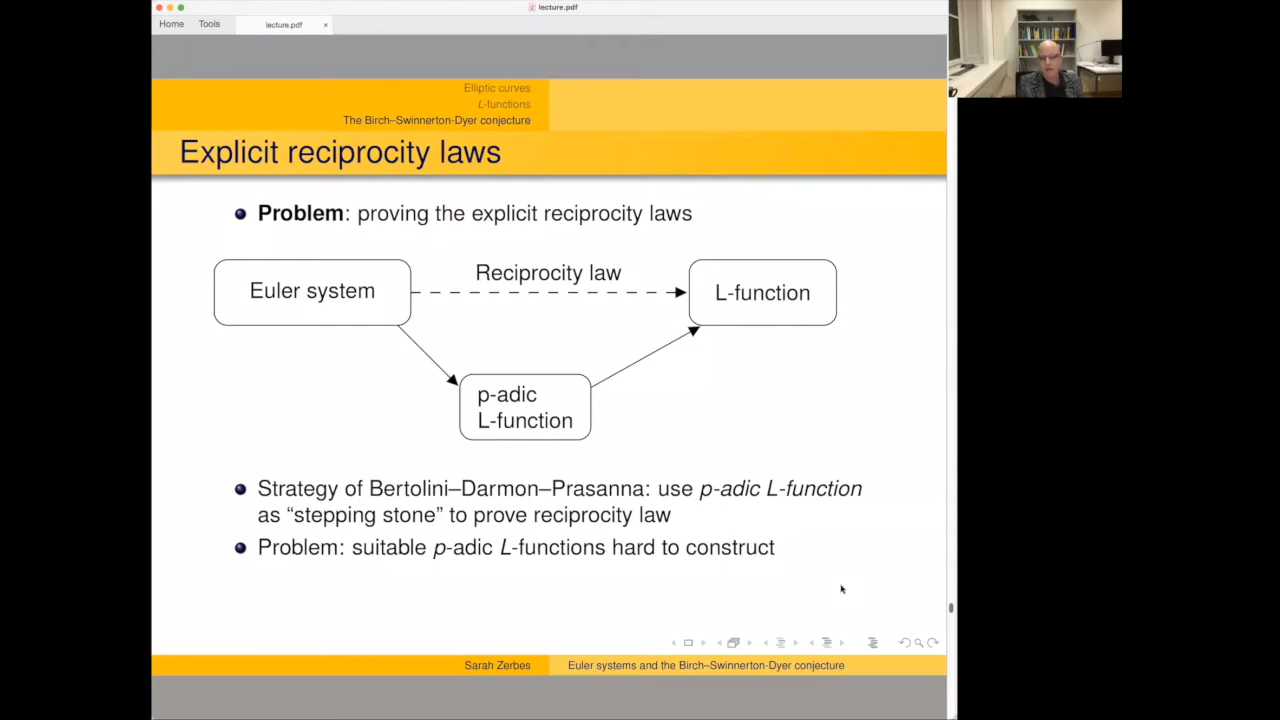 lecture.pdf
Home Tools lecture.pdf ×
Elliptic curves
L-functions
The Birch–Swinnerton-Dyer conjecture
Explicit reciprocity laws
Problem: proving the explicit reciprocity laws
Reciprocity law
Euler system
L-function
p-adic
L-function
Strategy of Bertolini–Darmon–Prasanna: use p-adic L-function
as “stepping stone” to prove reciprocity law
Problem: suitable p-adic L-functions hard to construct
Sarah Zerbes Euler systems and the Birch–Swinnerton-Dyer conjecture